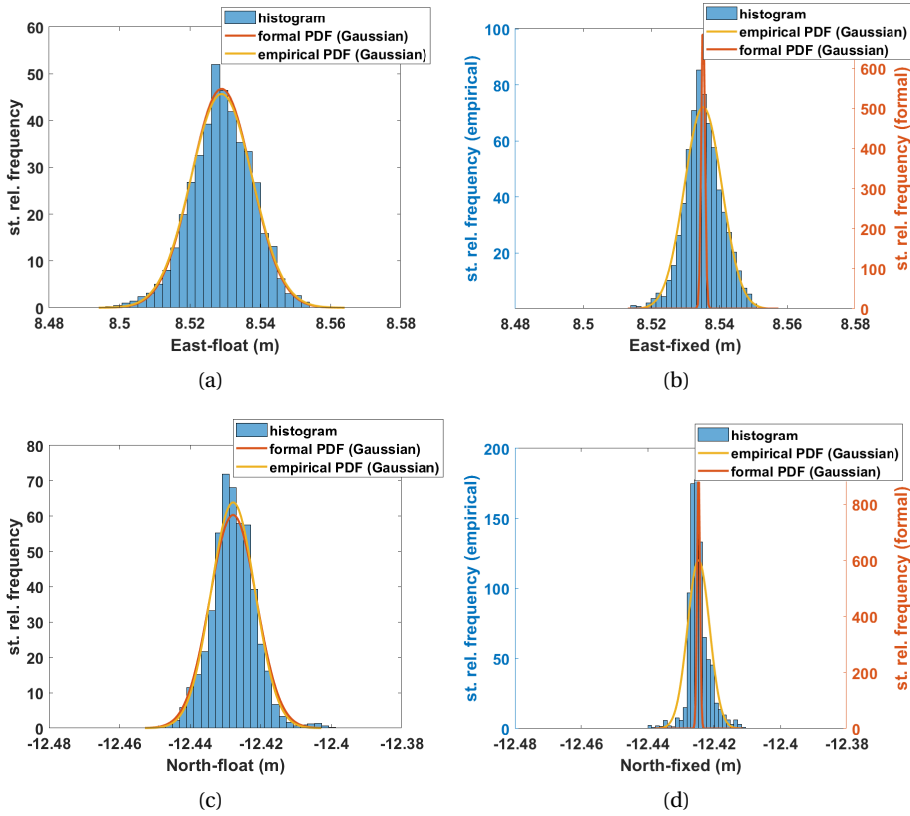 histogram
formal PDF (Gaussian)
empirical PDF (Gaussian)
60
50
40
30
20
10
0
st. rel. frequency
8.48 8.5 8.52 8.54 8.56 8.58
East-float (m)
(a)
histogram
empirical PDF (Gaussian)
formal PDF (Gaussian)
100
80
60
40
20
st. rel. frequency (empirical)
600
500
400
300
200
100
0
st. rel. frequency (formal)
8.48 8.5 8.52 8.54 8.56 8.58
East-fixed (m)
(b)
histogram
formal PDF (Gaussian)
empirical PDF (Gaussian)
80
70
60
50
40
30
20
10
0
st. rel. frequency
-12.48 -12.46 -12.44 -12.42 -12.4 -12.38
North-float (m)
(c)
histogram
empirical PDF (Gaussian)
formal PDF (Gaussian)
200
150
100
50
0
st. rel. frequency (empirical)
800
600
400
200
0
st. rel. frequency (formal)
-12.48 -12.46 -12.44 -12.42 -12.4 -12.38
North-fixed (m)
(d)